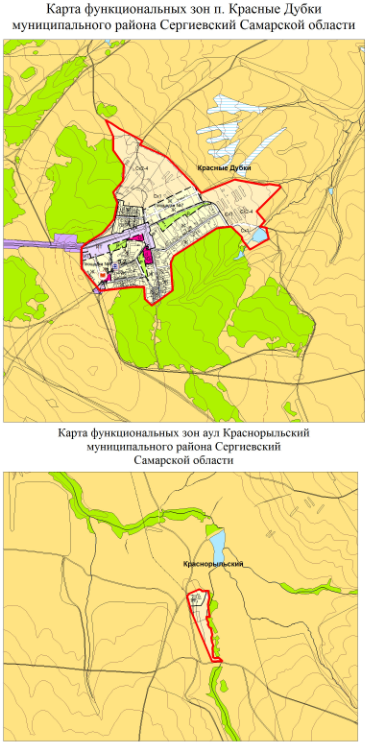 Карта функциональных зон п. Красные Дубки
муниципального района Сергиевский Самарской области
Красные Дубки
Карта функциональных зон аул Краснорыльский
муниципального района Сергиевский
Самарской области
Краснорыльский